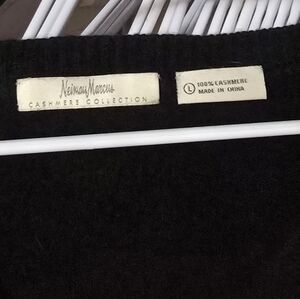 Neiman Marcus
CASHMERE COLLECTION
L
100% CASHMERE
MADE IN CHINA